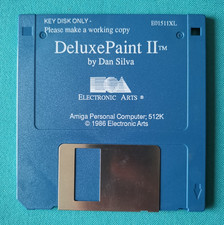 KEY DISK ONLY - E01511XL
Please make a working copy
DeluxePaint II™
by Dan Silva
ELECTRONIC ARTS ®
Amiga Personal Computer; 512K
© 1986 Electronic Arts